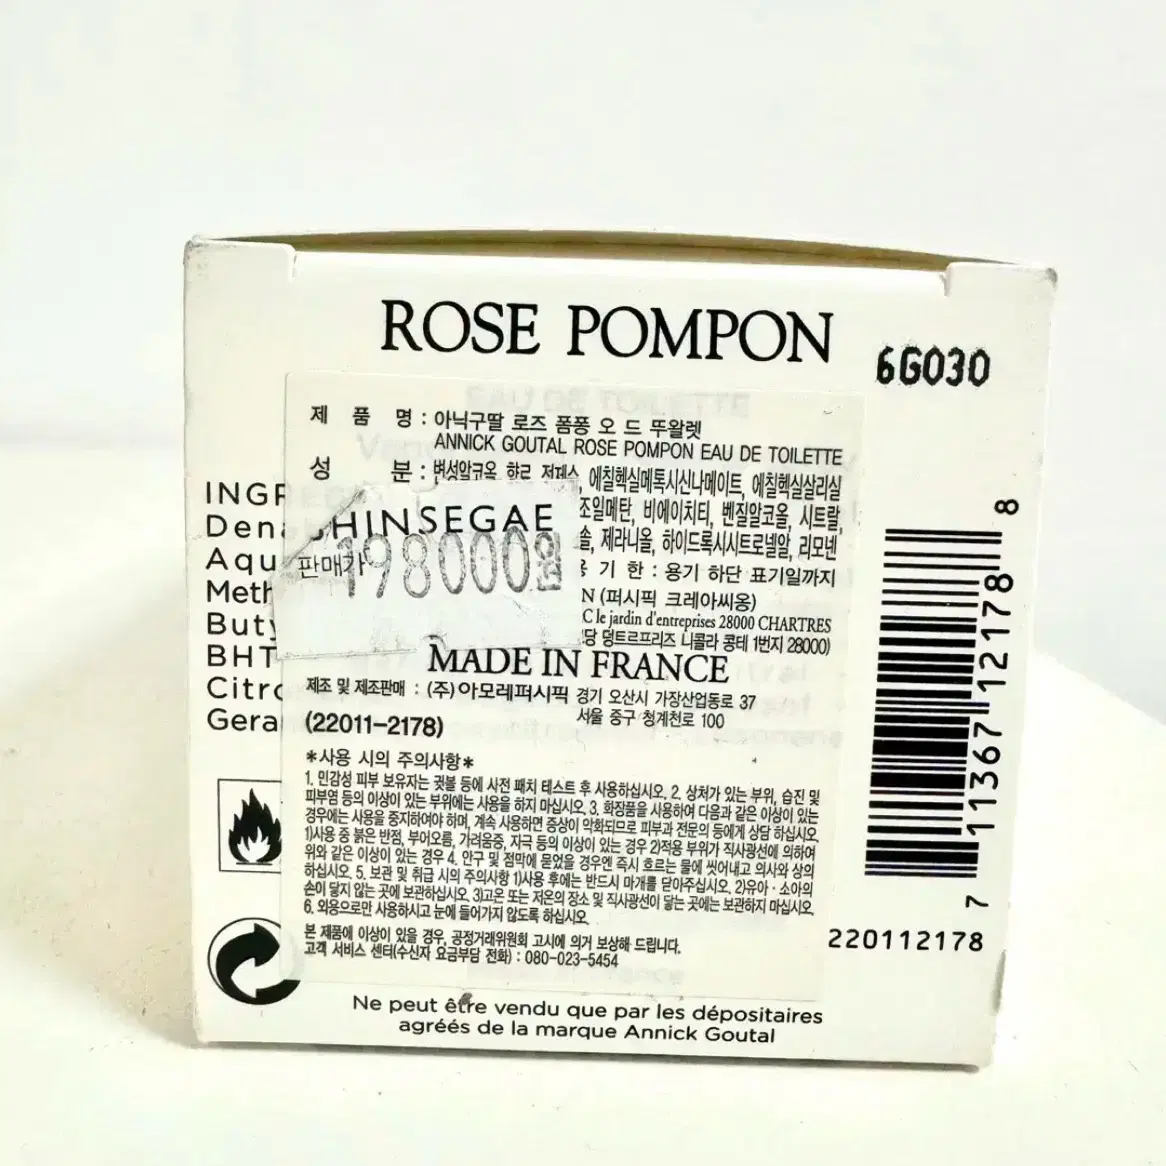 ROSE POMPON
6G030
제 품 명 : 아닉구딸 로즈 폼퐁 오 드 뚜왈렛
ANNICK GOUTAL ROSE POMPON EAU DE TOILETTE
성 분 : 변성알코올, 향료, 정제수, 에칠헥실메톡시신나메이트, 에칠헥실살리실
조일메탄, 비에이치티, 벤질알코올, 시트랄,
솔, 제라니올, 하이드록시시트로넬알, 리모넨
SHINSEGAE
판매가 198000원
용 기 한 : 용기 하단 표기일까지
N (퍼시픽 크레아씨옹)
C le jardin d'entreprises 28000 CHARTRES
당 덩트르프리즈 니콜라 콩테 1번지 28000)
MADE IN FRANCE
제조 및 제조판매 : (주)아모레퍼시픽 경기 오산시 가장산업동로 37
서울 중구 청계천로 100
(22011-2178)
*사용 시의 주의사항*
1. 민감성 피부 보유자는 귓볼 등에 사전 패치 테스트 후 사용하십시오. 2. 상처가 있는 부위, 습진 및
피부염 등의 이상이 있는 부위에는 사용을 하지 마십시오. 3. 화장품을 사용하여 다음과 같은 이상이 있는
경우에는 사용을 중지하여야 하며, 계속 사용하면 증상이 악화되므로 피부과 전문의 등에게 상담 하십시오.
1)사용 중 붉은 반점, 부어오름, 가려움증, 자극 등의 이상이 있는 경우 2)적용 부위가 직사광선에 의하여
위와 같은 이상이 있는 경우 4. 안구 및 점막에 묻었을 경우엔 즉시 흐르는 물에 씻어내고 의사와 상의
하십시오. 5. 보관 및 취급 시의 주의사항 1)사용 후에는 반드시 마개를 닫아주십시오. 2)유아·소아의
손이 닿지 않는 곳에 보관하십시오. 3)고온 또는 저온의 장소 및 직사광선이 닿는 곳에는 보관하지 마십시오.
6. 외용으로만 사용하시고 눈에 들어가지 않도록 하십시오.
본 제품에 이상이 있을 경우, 공정거래위원회 고시에 의거 보상해 드립니다.
고객 서비스 센터(수신자 요금부담 전화) : 080-023-5454
INGR
Dena
Aqu
Meth
Buty
BHT
Citro
Gera
7 11367 12178 8
220112178
Ne peut être vendu que par les dépositaires
agréés de la marque Annick Goutal